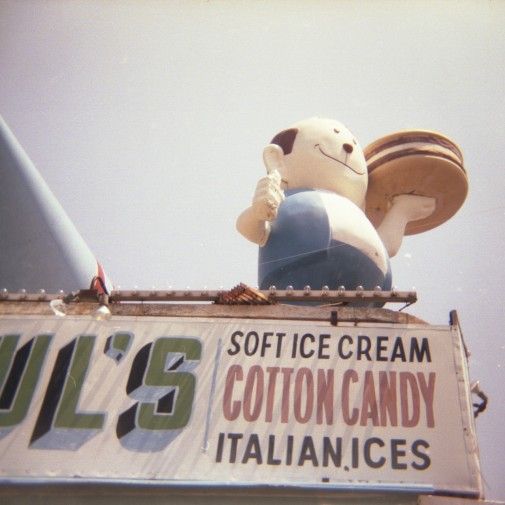 UL'S
SOFT ICE CREAM
COTTON CANDY
ITALIAN ICES